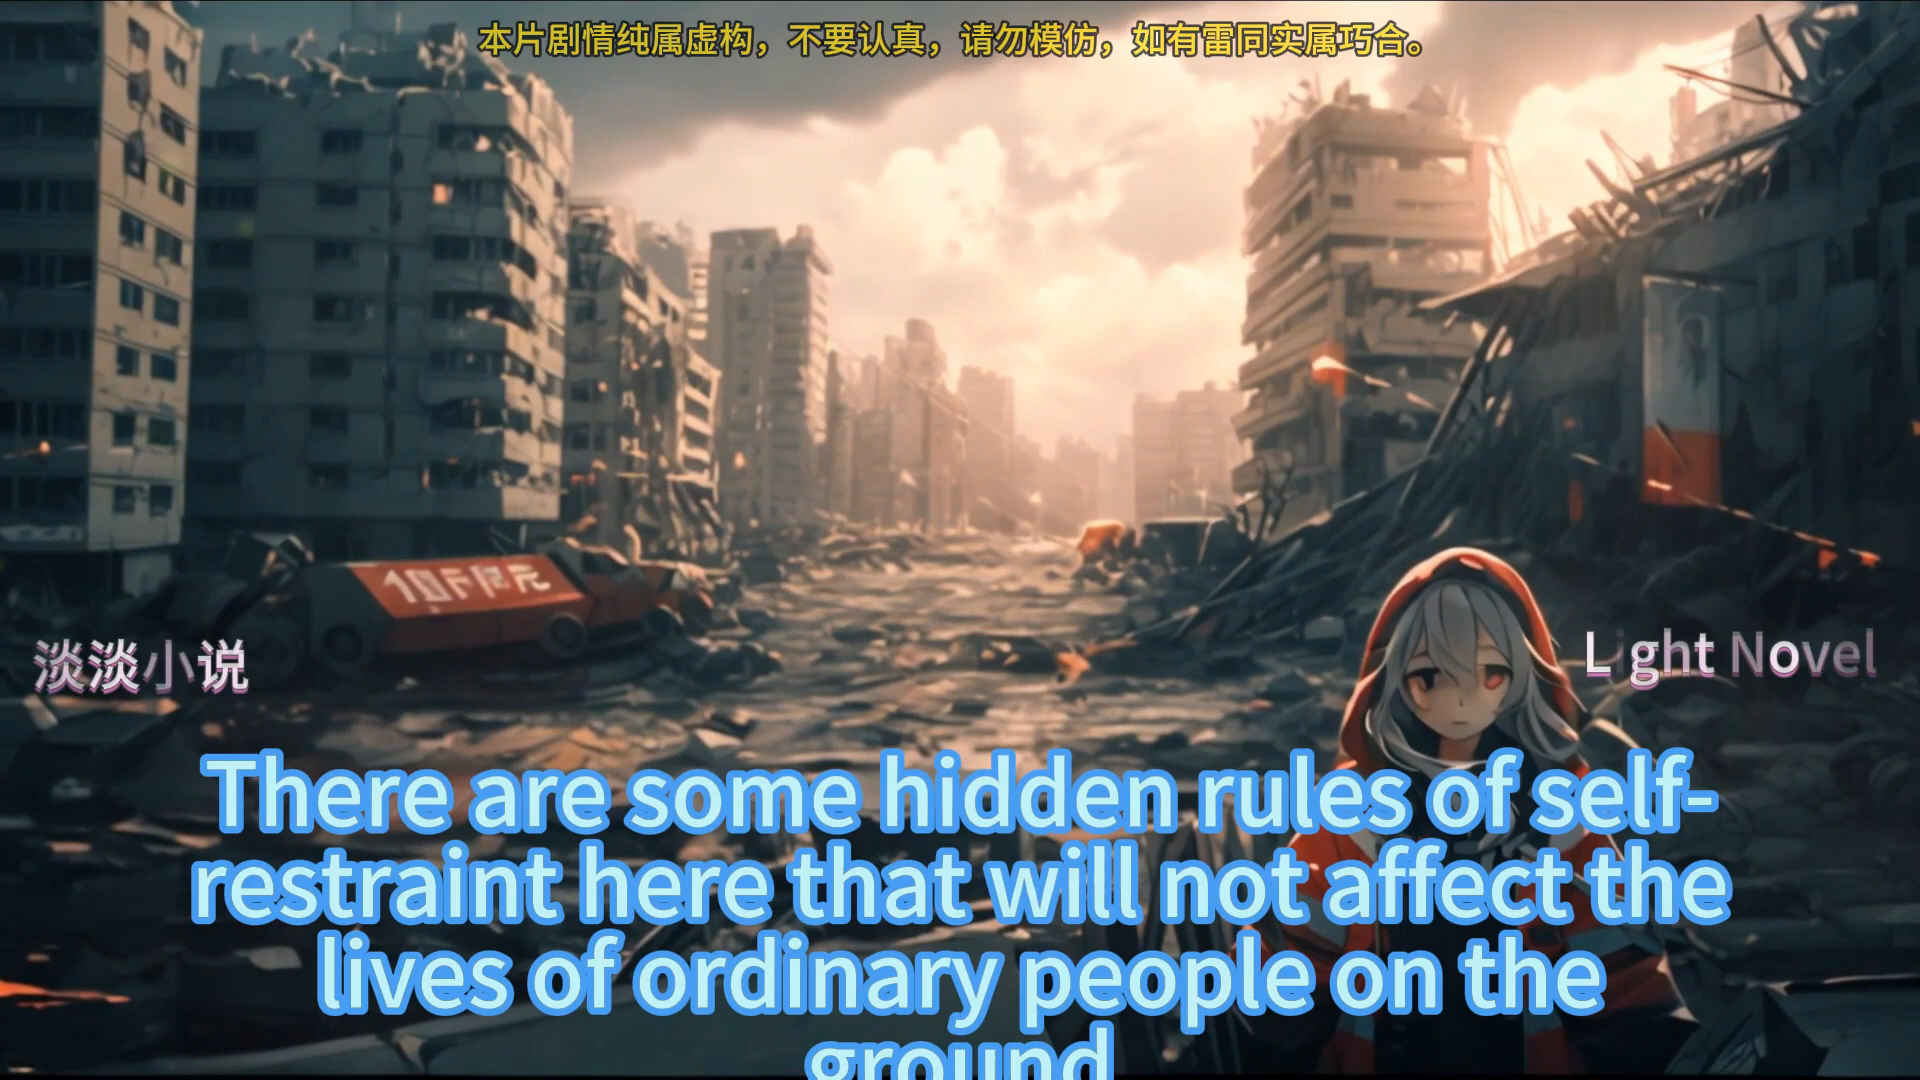 本片剧情纯属虚构，不要认真，请勿模仿，如有雷同实属巧合。
淡淡小说
Light Novel
There are some hidden rules of self-
restraint here that will not affect the
lives of ordinary people on the
ground